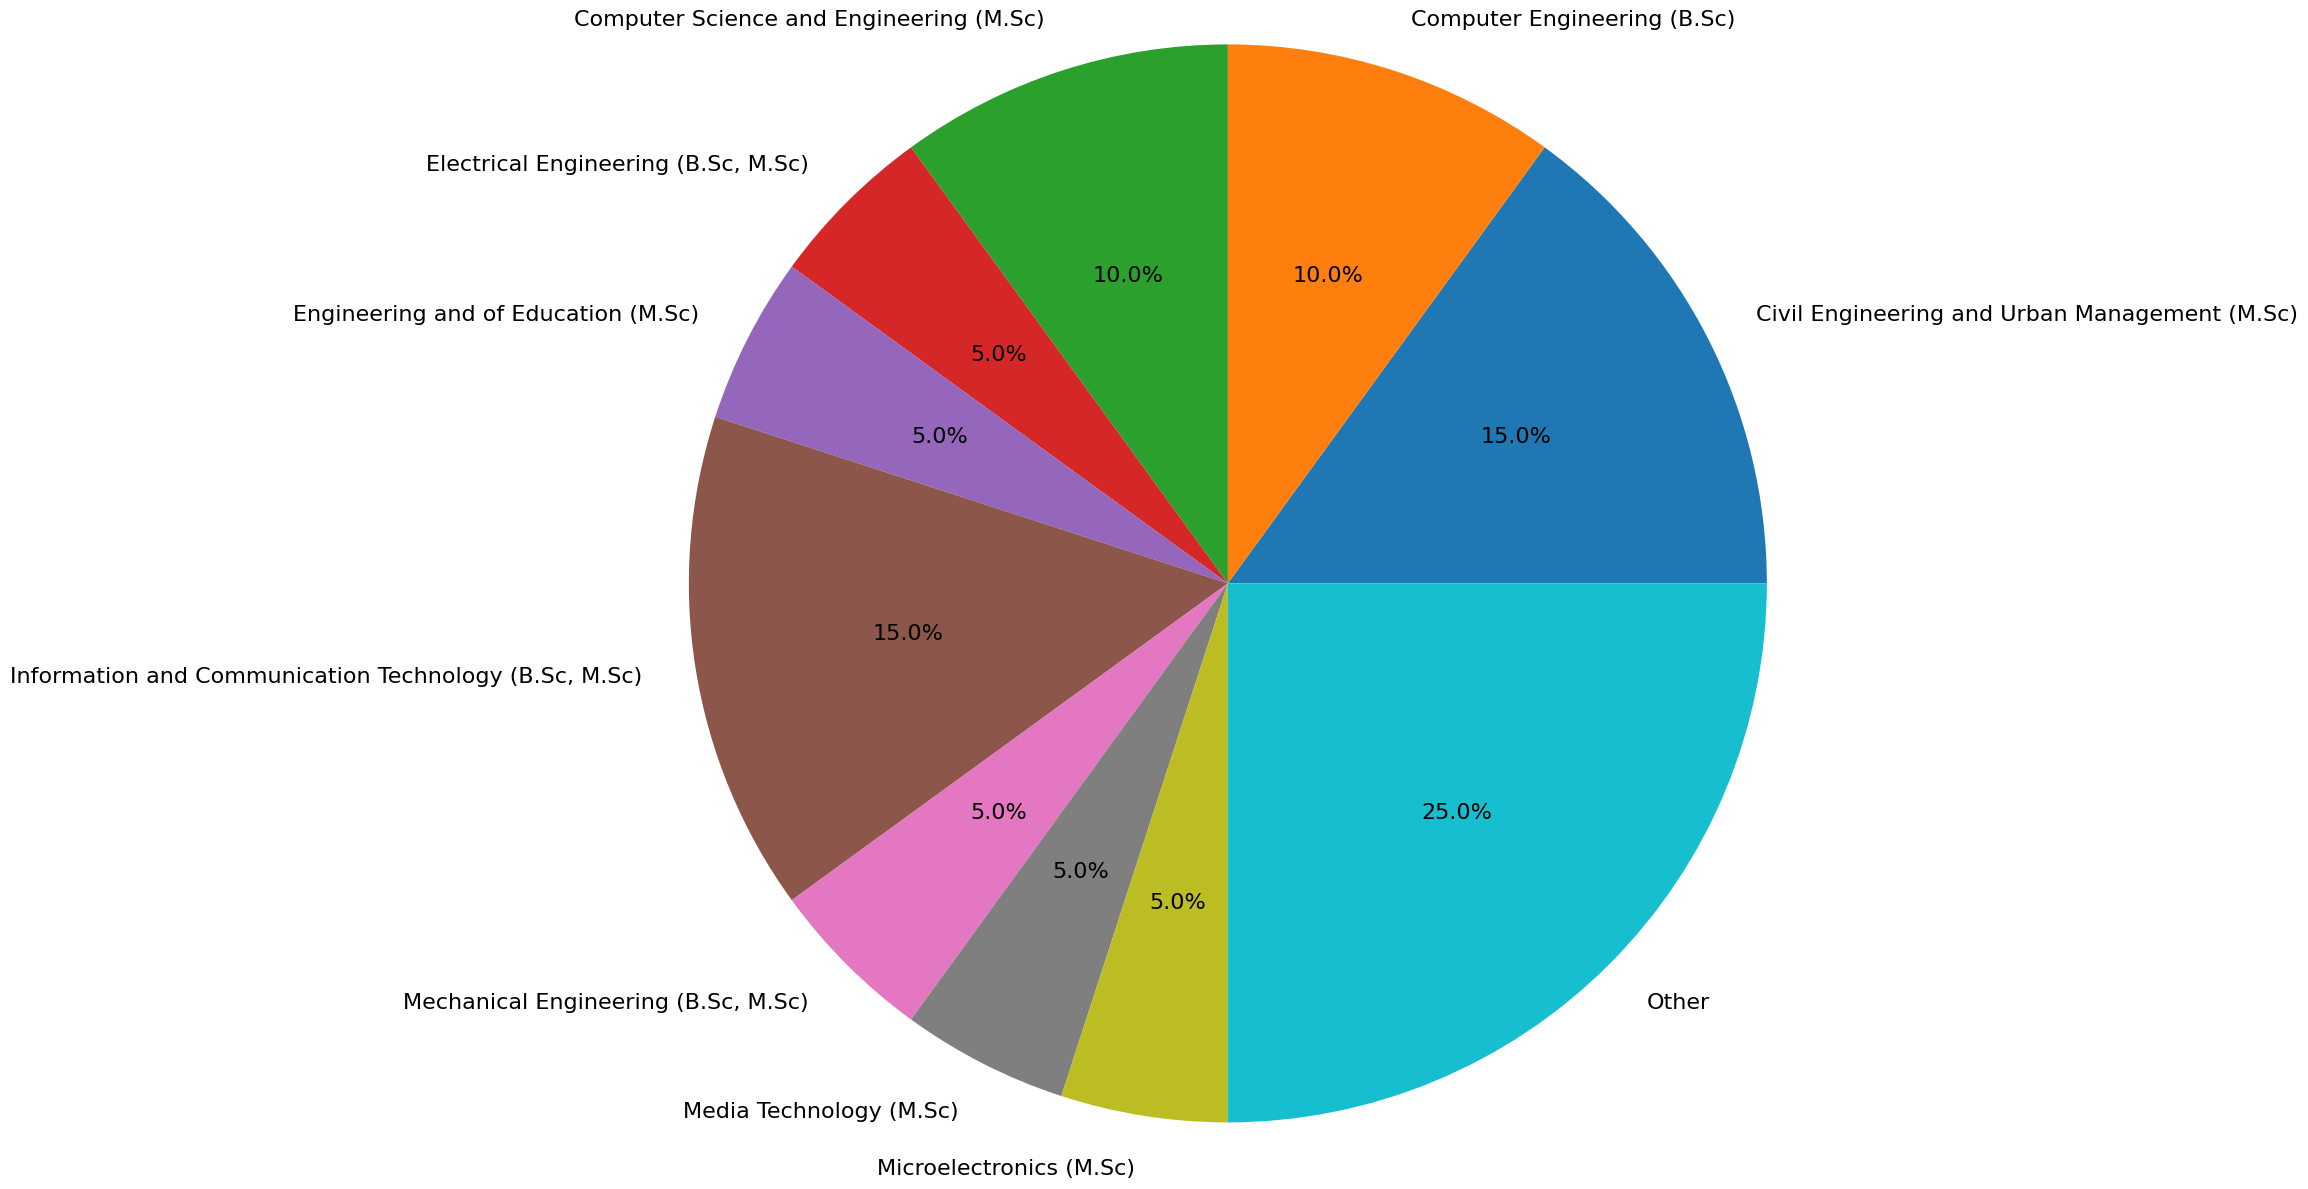 Computer Science and Engineering (M.Sc)
Computer Engineering (B.Sc)
Electrical Engineering (B.Sc, M.Sc)
10.0%
10.0%
Engineering and of Education (M.Sc)
Civil Engineering and Urban Management (M.Sc)
5.0%
5.0%
15.0%
15.0%
Information and Communication Technology (B.Sc, M.Sc)
5.0%
25.0%
5.0%
5.0%
Mechanical Engineering (B.Sc, M.Sc)
Other
Media Technology (M.Sc)
Microelectronics (M.Sc)